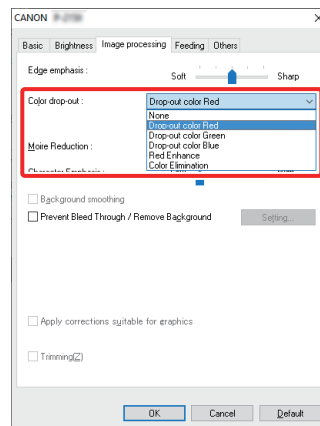 CANON
Basic Brightness Image processing Feeding Others
Edge emphasis :
Soft Sharp
Color drop-out :
Drop-out color Red
None
Drop-out color Red
Drop-out color Green
Drop-out color Blue
Red Enhance
Color Elimination
Moire Reduction :
Background smoothing
Prevent Bleed Through / Remove Background
Setting...
Apply corrections suitable for graphics
Trimming(Z)
OK Cancel Default